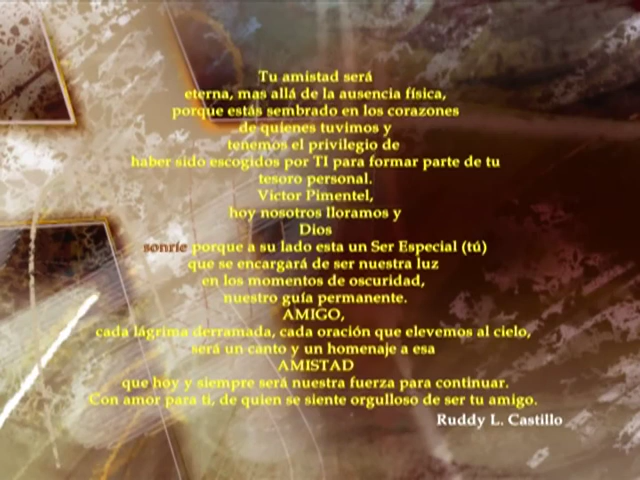 Tu amistad será
eterna, mas allá de la ausencia física,
porque estás sembrado en los corazones
de quienes tuvimos y
tenemos el privilegio de
haber sido escogidos por TI para formar parte de tu
tesoro personal.
Victor Pimentel,
hoy nosotros lloramos y
Dios
sonríe porque a su lado esta un Ser Especial (tú)
que se encargará de ser nuestra luz
en los momentos de oscuridad,
nuestro guía permanente.
AMIGO,
cada lágrima derramada, cada oración que elevemos al cielo,
será un canto y un homenaje a esa
AMISTAD
que hoy y siempre será nuestra fuerza para continuar.
Con amor para ti, de quien se siente orgulloso de ser tu amigo.
Ruddy L. Castillo